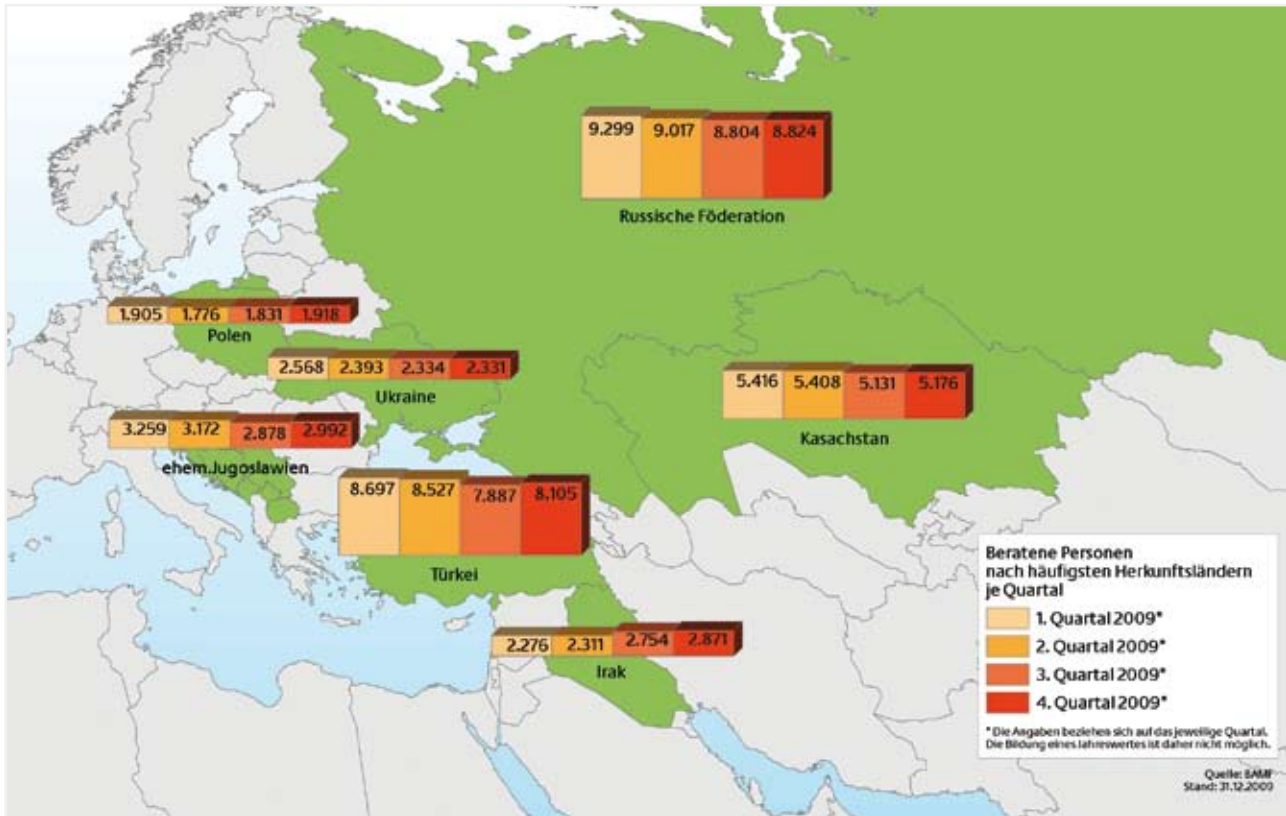 9.299 9.017 8.804 8.824
Russische Föderation
1.905 1.776 1.831 1.918
Polen
2.568 2.393 2.334 2.331
Ukraine
5.416 5.408 5.131 5.176
Kasachstan
3.259 3.172 2.878 2.992
ehem.Jugoslawien
8.697 8.527 7.887 8.105
Türkei
2.276 2.311 2.754 2.871
Irak
Beratene Personen
nach häufigsten Herkunftsländern
je Quartal
1. Quartal 2009*
2. Quartal 2009*
3. Quartal 2009*
4. Quartal 2009*
* Die Angaben beziehen sich auf das jeweilige Quartal.
Die Bildung eines Jahreswertes ist daher nicht möglich.
Quelle: BAMF
Stand: 31.12.2009